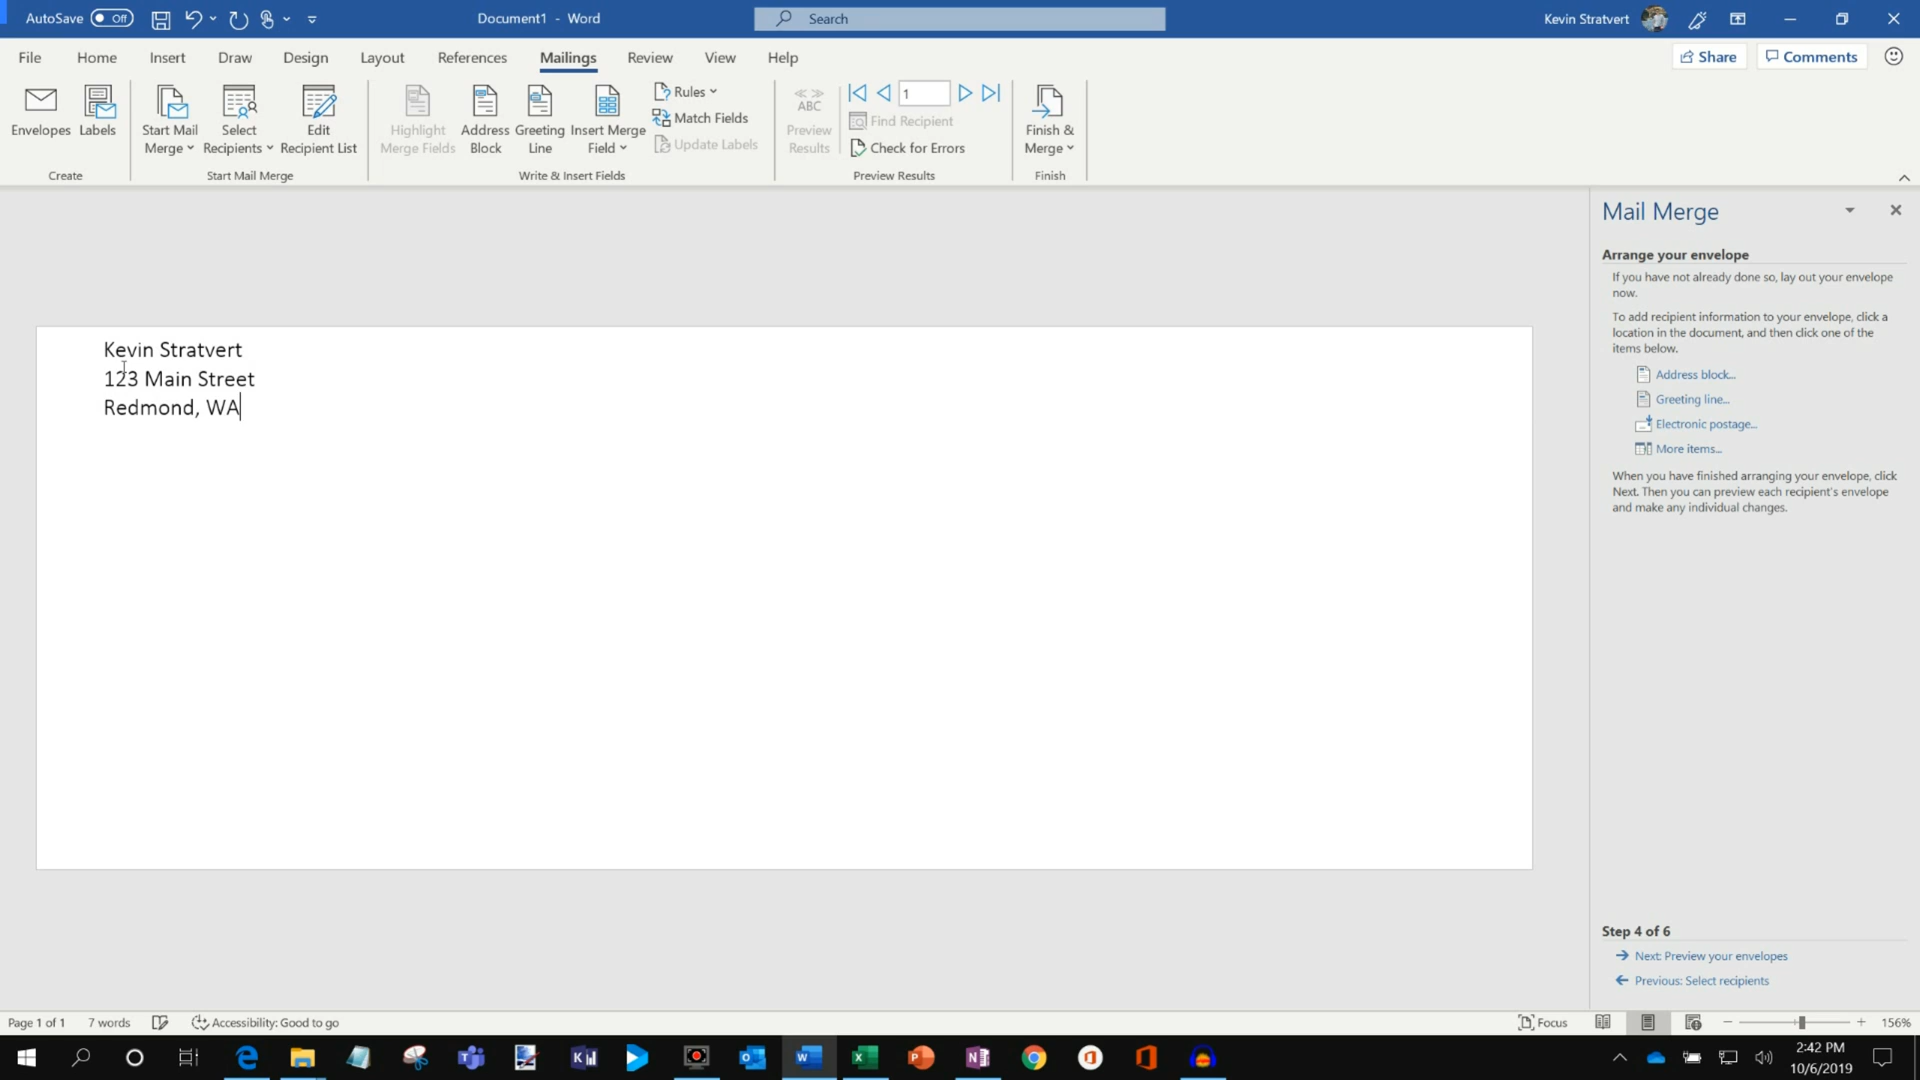 AutoSave Off
Document1 - Word
Search
Kevin Stratvert
File Home Insert Draw Design Layout References Mailings Review View Help
Share Comments
Envelopes Labels
Create
Start Mail Merge
Select Recipients
Edit Recipient List
Start Mail Merge
Highlight Merge Fields
Address Block
Greeting Line
Insert Merge Field
Rules
Match Fields
Update Labels
Write & Insert Fields
ABC
Preview Results
1
Find Recipient
Check for Errors
Preview Results
Finish & Merge
Finish
Kevin Stratvert
123 Main Street
Redmond, WA
Mail Merge
Arrange your envelope
If you have not already done so, lay out your envelope
now.
To add recipient information to your envelope, click a
location in the document, and then click one of the
items below.
Address block...
Greeting line...
Electronic postage...
More items...
When you have finished arranging your envelope, click
Next. Then you can preview each recipient's envelope
and make any individual changes.
Step 4 of 6
Next: Preview your envelopes
Previous: Select recipients
Page 1 of 1 7 words Accessibility: Good to go
Focus
156%
2:42 PM
10/6/2019